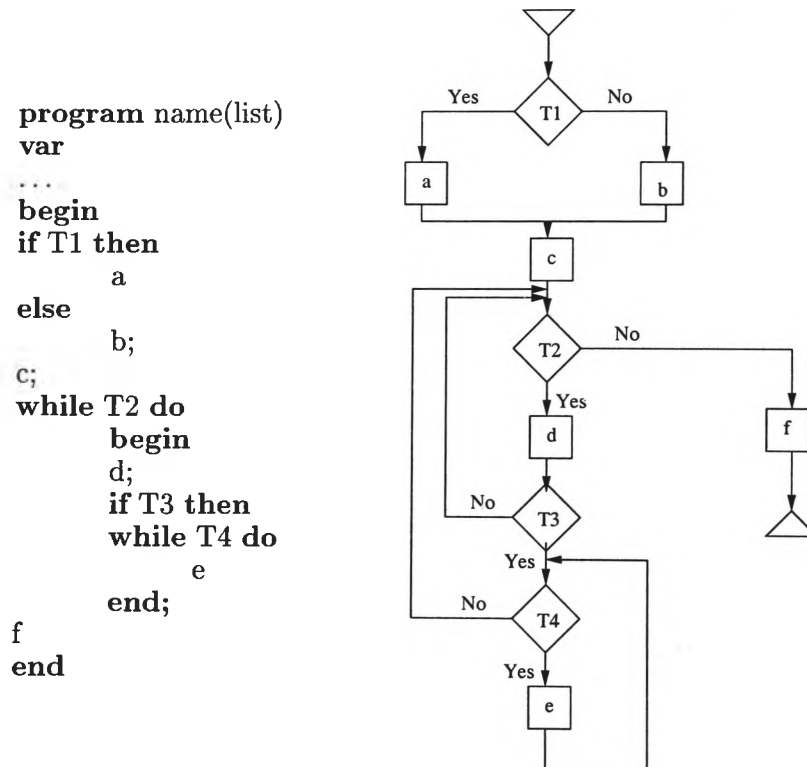 program name(list)
var
...
begin
if T1 then
a
else
b;
c;
while T2 do
begin
d;
if T3 then
while T4 do
e
end;
f
end
Yes
T1
No
a
b
c
T2
No
Yes
d
f
No
T3
Yes
No
T4
Yes
e